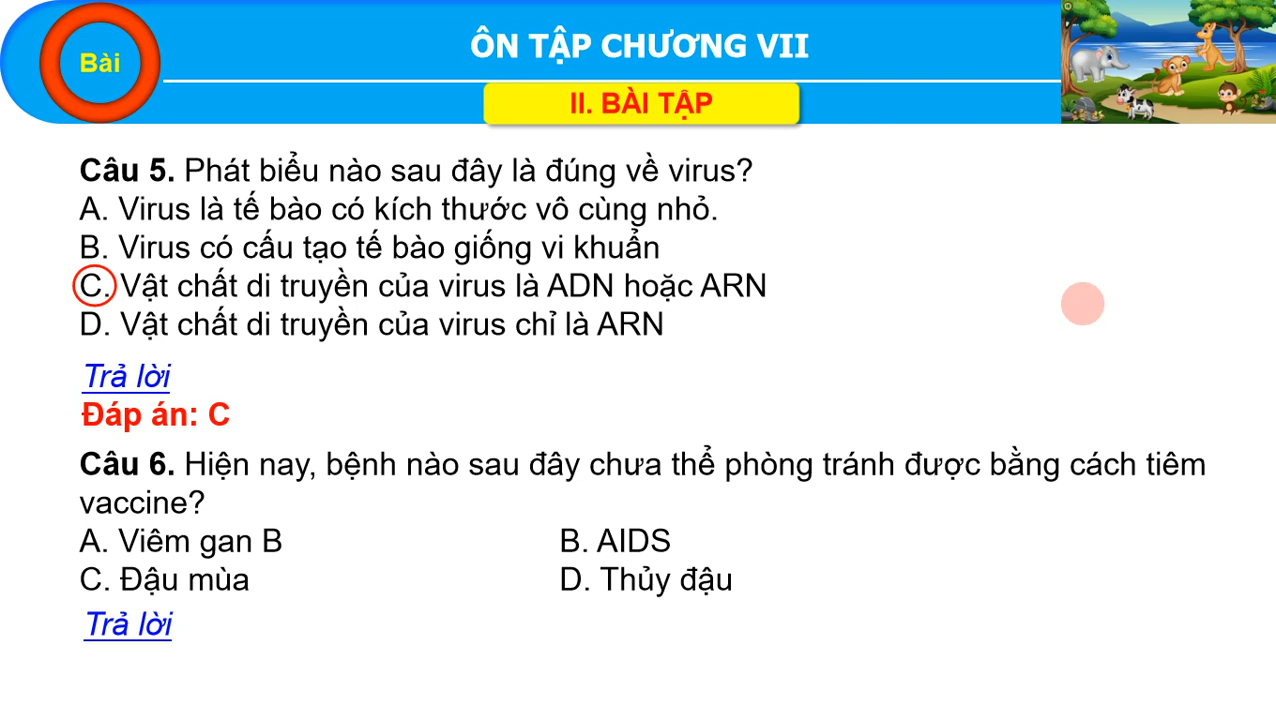 Bài
ÔN TẬP CHƯƠNG VII
II. BÀI TẬP
Câu 5. Phát biểu nào sau đây là đúng về virus?
A. Virus là tế bào có kích thước vô cùng nhỏ.
B. Virus có cấu tạo tế bào giống vi khuẩn
C. Vật chất di truyền của virus là ADN hoặc ARN
D. Vật chất di truyền của virus chỉ là ARN
Trả lời
Đáp án: C
Câu 6. Hiện nay, bệnh nào sau đây chưa thể phòng tránh được bằng cách tiêm
vaccine?
A. Viêm gan B B. AIDS
C. Đậu mùa D. Thủy đậu
Trả lời